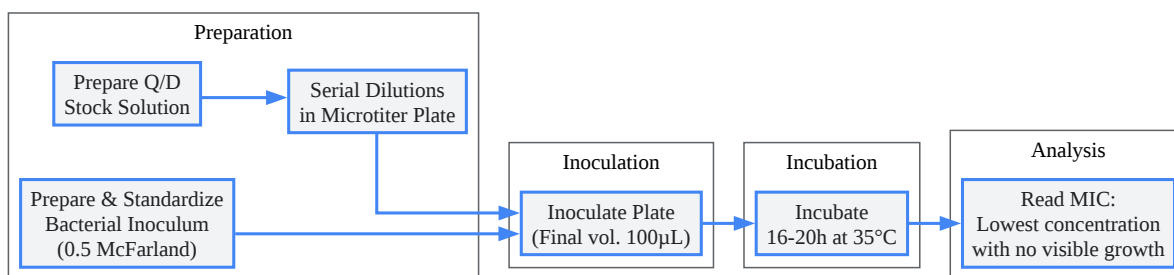 Preparation
Prepare Q/D
Stock Solution
Serial Dilutions
in Microtiter Plate
Prepare & Standardize
Bacterial Inoculum
(0.5 McFarland)
Inoculation
Inoculate Plate
(Final vol. 100µL)
Incubation
Incubate
16-20h at 35°C
Analysis
Read MIC:
Lowest concentration
with no visible growth